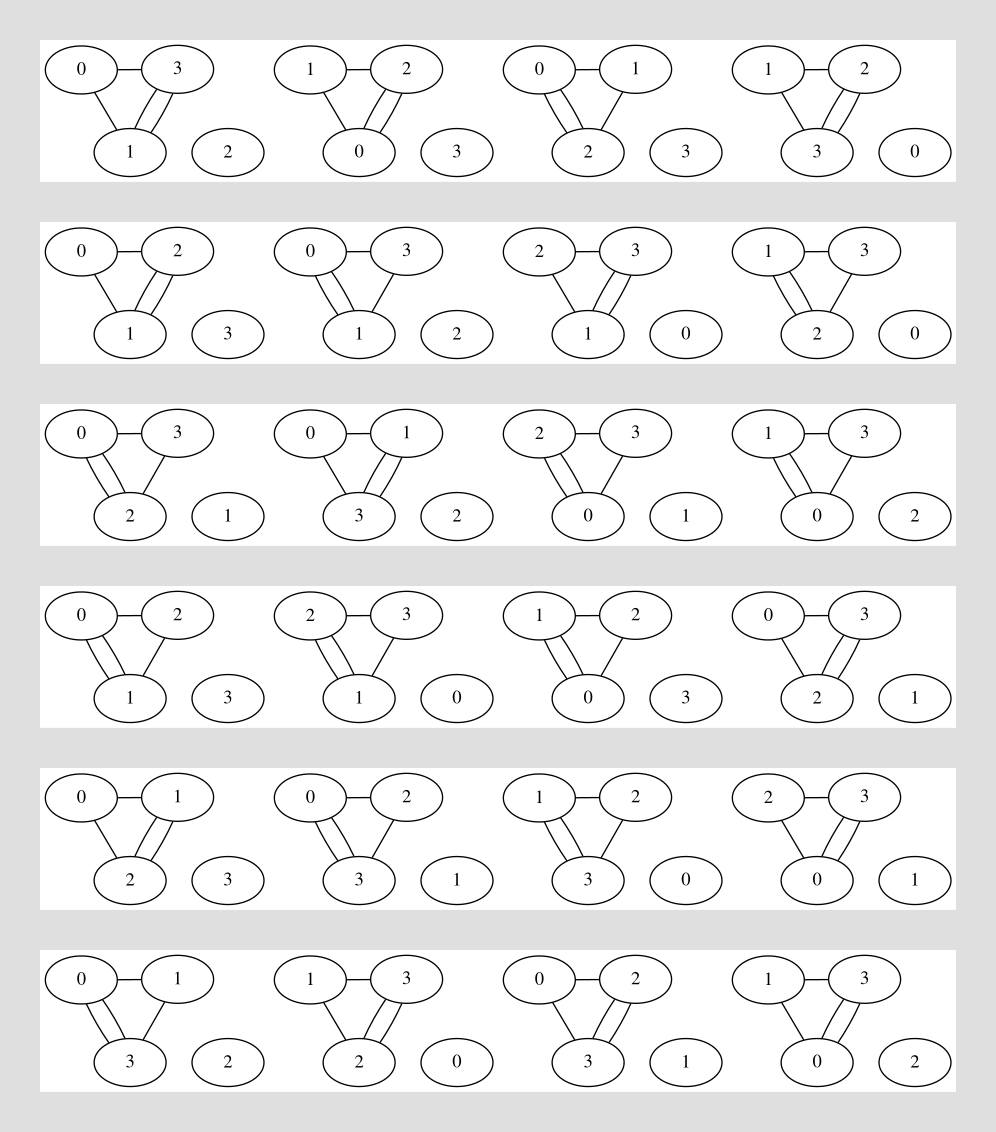 0 3 1 2 0 1 1 2
1 2 0 3 2 3 3 0
0 2 0 3 2 3 1 3
1 3 1 2 1 0 2 0
0 3 0 1 2 3 1 3
2 1 3 2 0 1 0 2
0 2 2 3 1 2 0 3
1 3 1 0 0 3 2 1
0 1 0 2 1 2 2 3
2 3 3 1 3 0 0 1
0 1 1 3 0 2 1 3
3 2 2 0 3 1 0 2